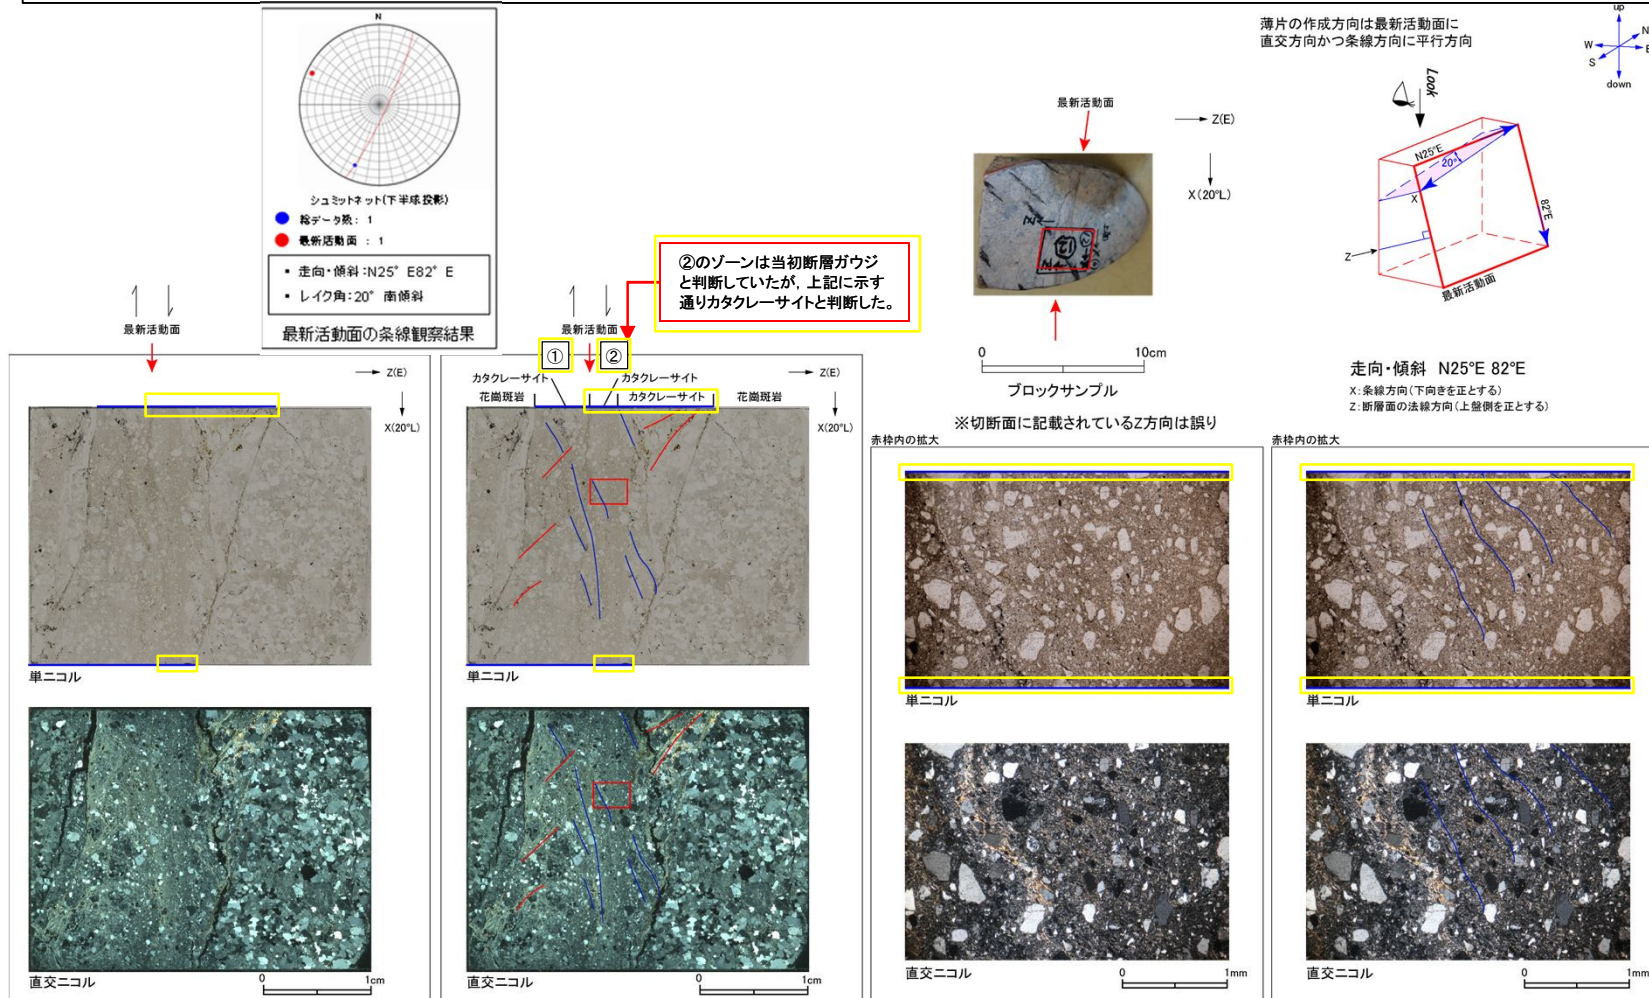 N
シュミットネット(下半球投影)
総データ数： 1
最新活動面 ： 1
▪ 走向・傾斜:N25° E82° E
▪ レイク角:20° 南傾斜
最新活動面の条線観察結果
②のゾーンは当初断層ガウジ
と判断していたが, 上記に示す
通りカタクレーサイトと判断した。
薄片の作成方向は最新活動面に
直交方向かつ条線方向に平行方向
up
N
W
E
S
down
Look
N25°E
20°
X
Z
82°E
最新活動面
最新活動面
Z(E)
X(20°L)
0 10cm
ブロックサンプル
※切断面に記載されているZ方向は誤り
走向・傾斜 N25°E 82°E
X：条線方向(下向きを正とする)
Z：断層面の法線方向(上盤側を正とする)
最新活動面
Z(E)
X(20°L)
単ニコル
直交ニコル
0 1cm
最新活動面
① ②
カタクレーサイト カタクレーサイト
花崗斑岩 カタクレーサイト 花崗斑岩
Z(E)
X(20°L)
単ニコル
直交ニコル
0 1cm
赤枠内の拡大
単ニコル
直交ニコル
0 1mm
赤枠内の拡大
単ニコル
直交ニコル
0 1mm